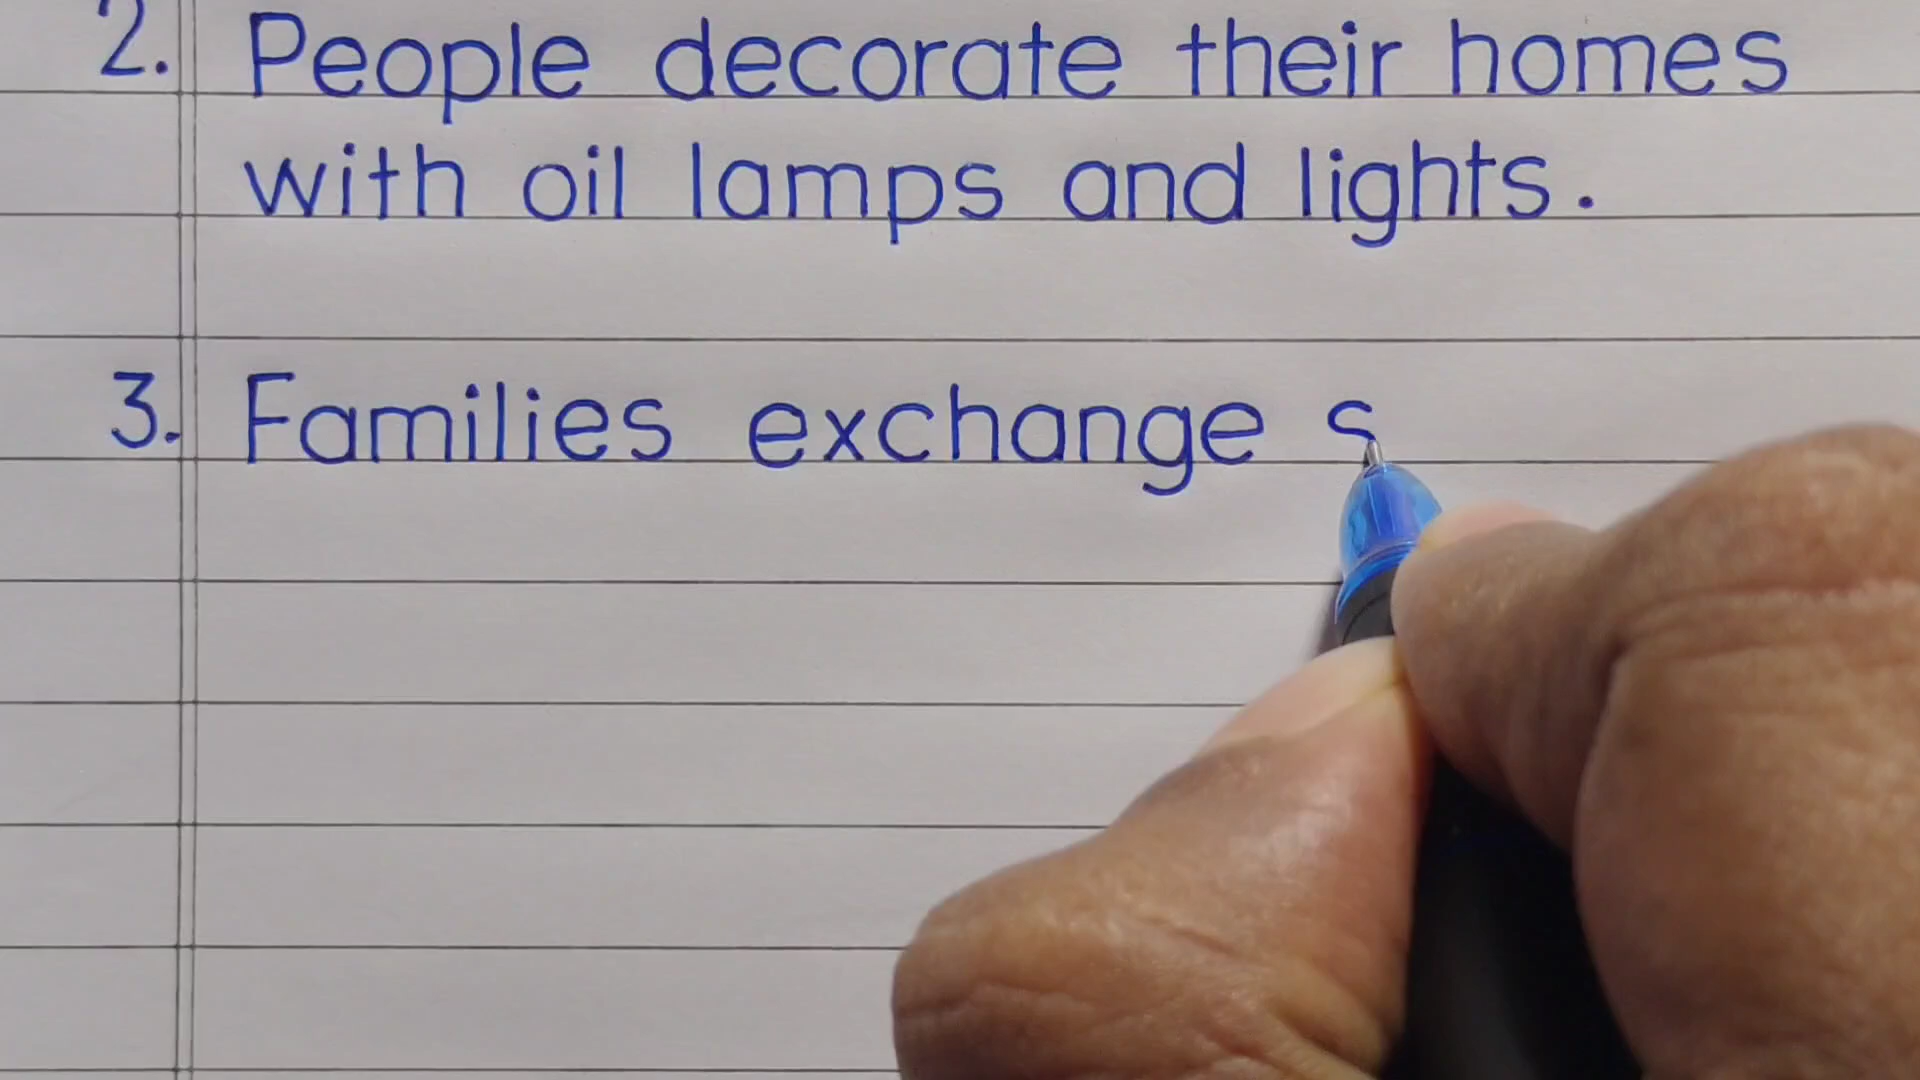 2. People decorate their homes
with oil lamps and lights.
3. Families exchange s